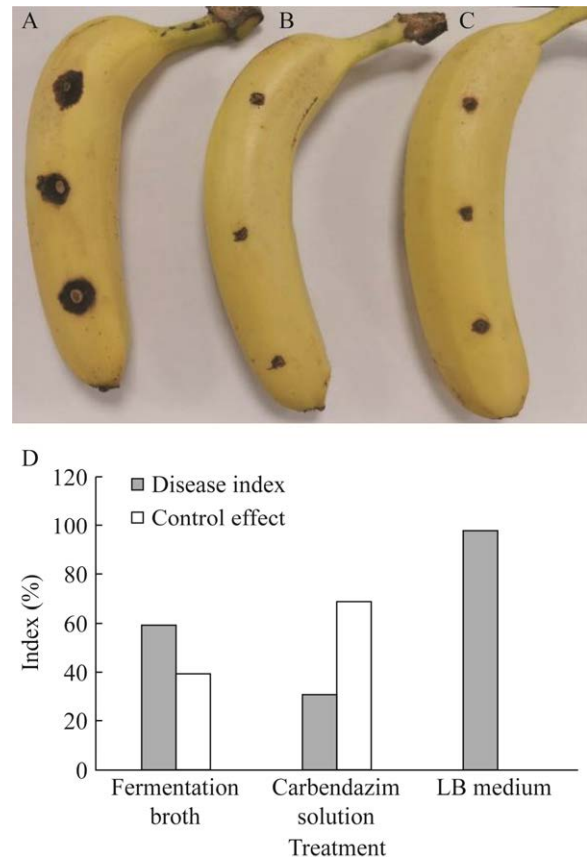 A
B
C
D
120
100
80
60
40
20
0
Index (%)
Disease index
Control effect
Fermentation
broth
Carbendazim
solution
LB medium
Treatment